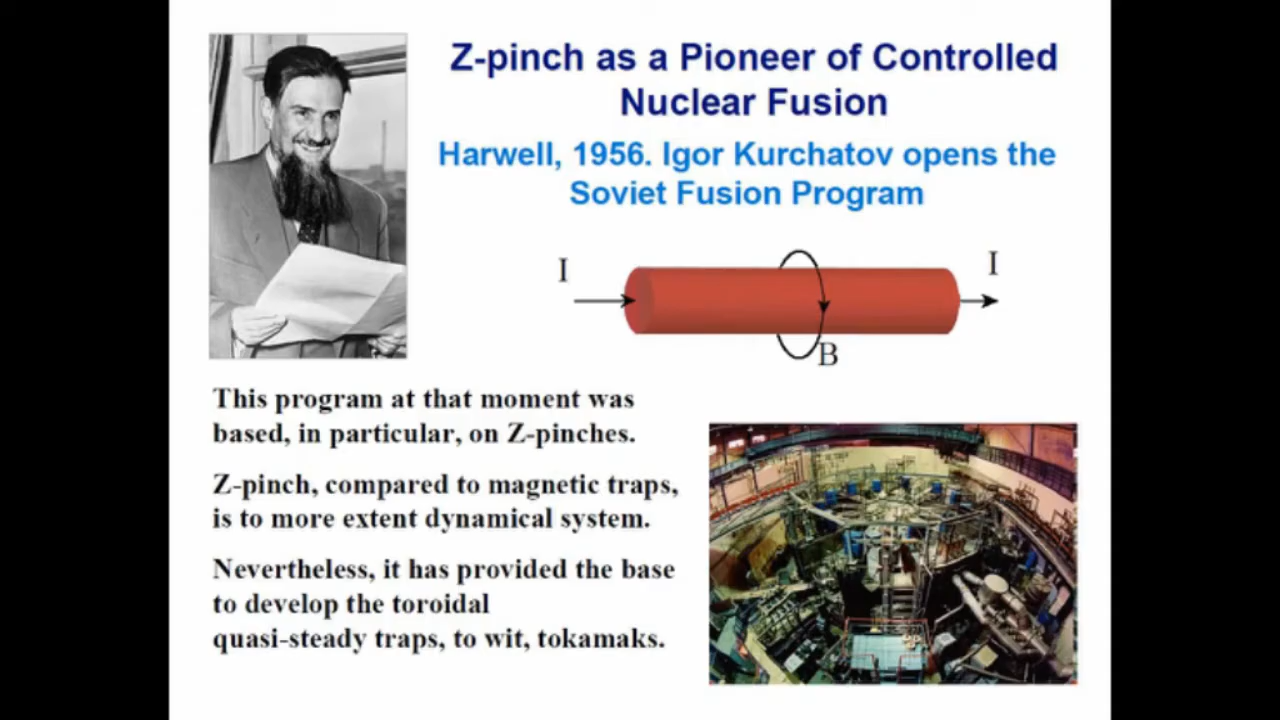 Z-pinch as a Pioneer of Controlled
Nuclear Fusion
Harwell, 1956. Igor Kurchatov opens the
Soviet Fusion Program
I
I
B
This program at that moment was
based, in particular, on Z-pinches.
Z-pinch, compared to magnetic traps,
is to more extent dynamical system.
Nevertheless, it has provided the base
to develop the toroidal
quasi-steady traps, to wit, tokamaks.